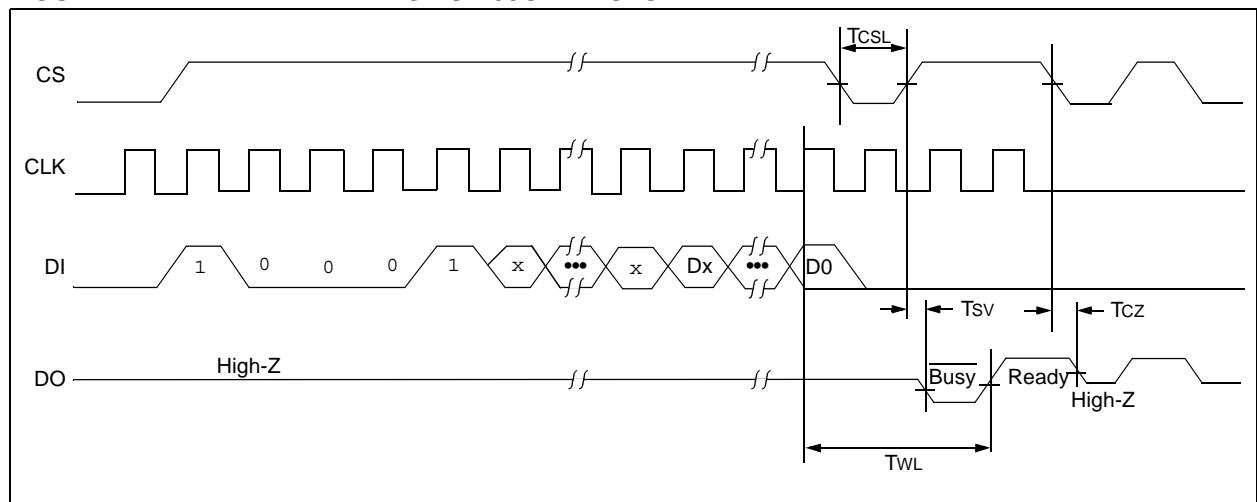 CS
TCSL
CLK
DI
1 0 0 0 1 x ••• x Dx ••• D0
TSV
TCZ
DO
High-Z
Busy
Ready
High-Z
TWL